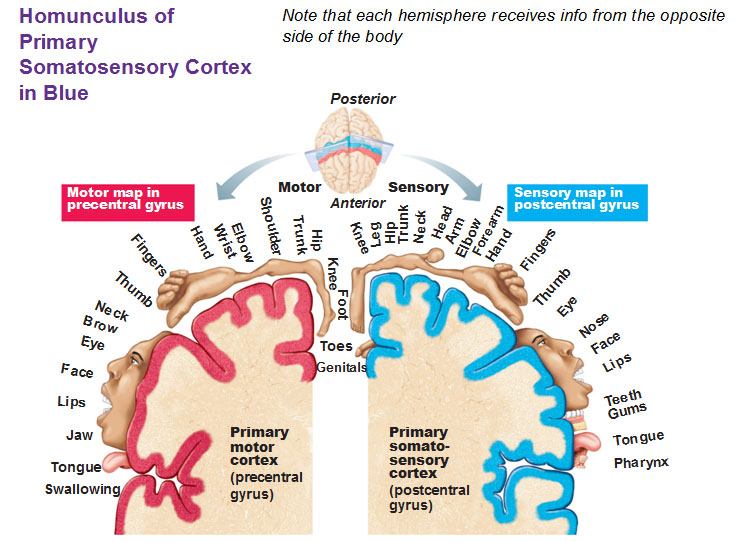 Homunculus of
Primary
Somatosensory Cortex
in Blue
Note that each hemisphere receives info from the opposite
side of the body
Posterior
Motor
Sensory
Anterior
Motor map in
precentral gyrus
Sensory map in
postcentral gyrus
Swallowing
Tongue
Jaw
Lips
Face
Eye
Brow
Neck
Thumb
Fingers
Hand
Wrist
Elbow
Shoulder
Trunk
Hip
Knee
Foot
Toes
Genitals
Knee
Leg
Hip
Trunk
Neck
Head
Arm
Elbow
Forearm
Hand
Fingers
Thumb
Eye
Nose
Face
Lips
Teeth
Gums
Tongue
Pharynx
Primary
motor
cortex
(precentral
gyrus)
Primary
somato-
sensory
cortex
(postcentral
gyrus)